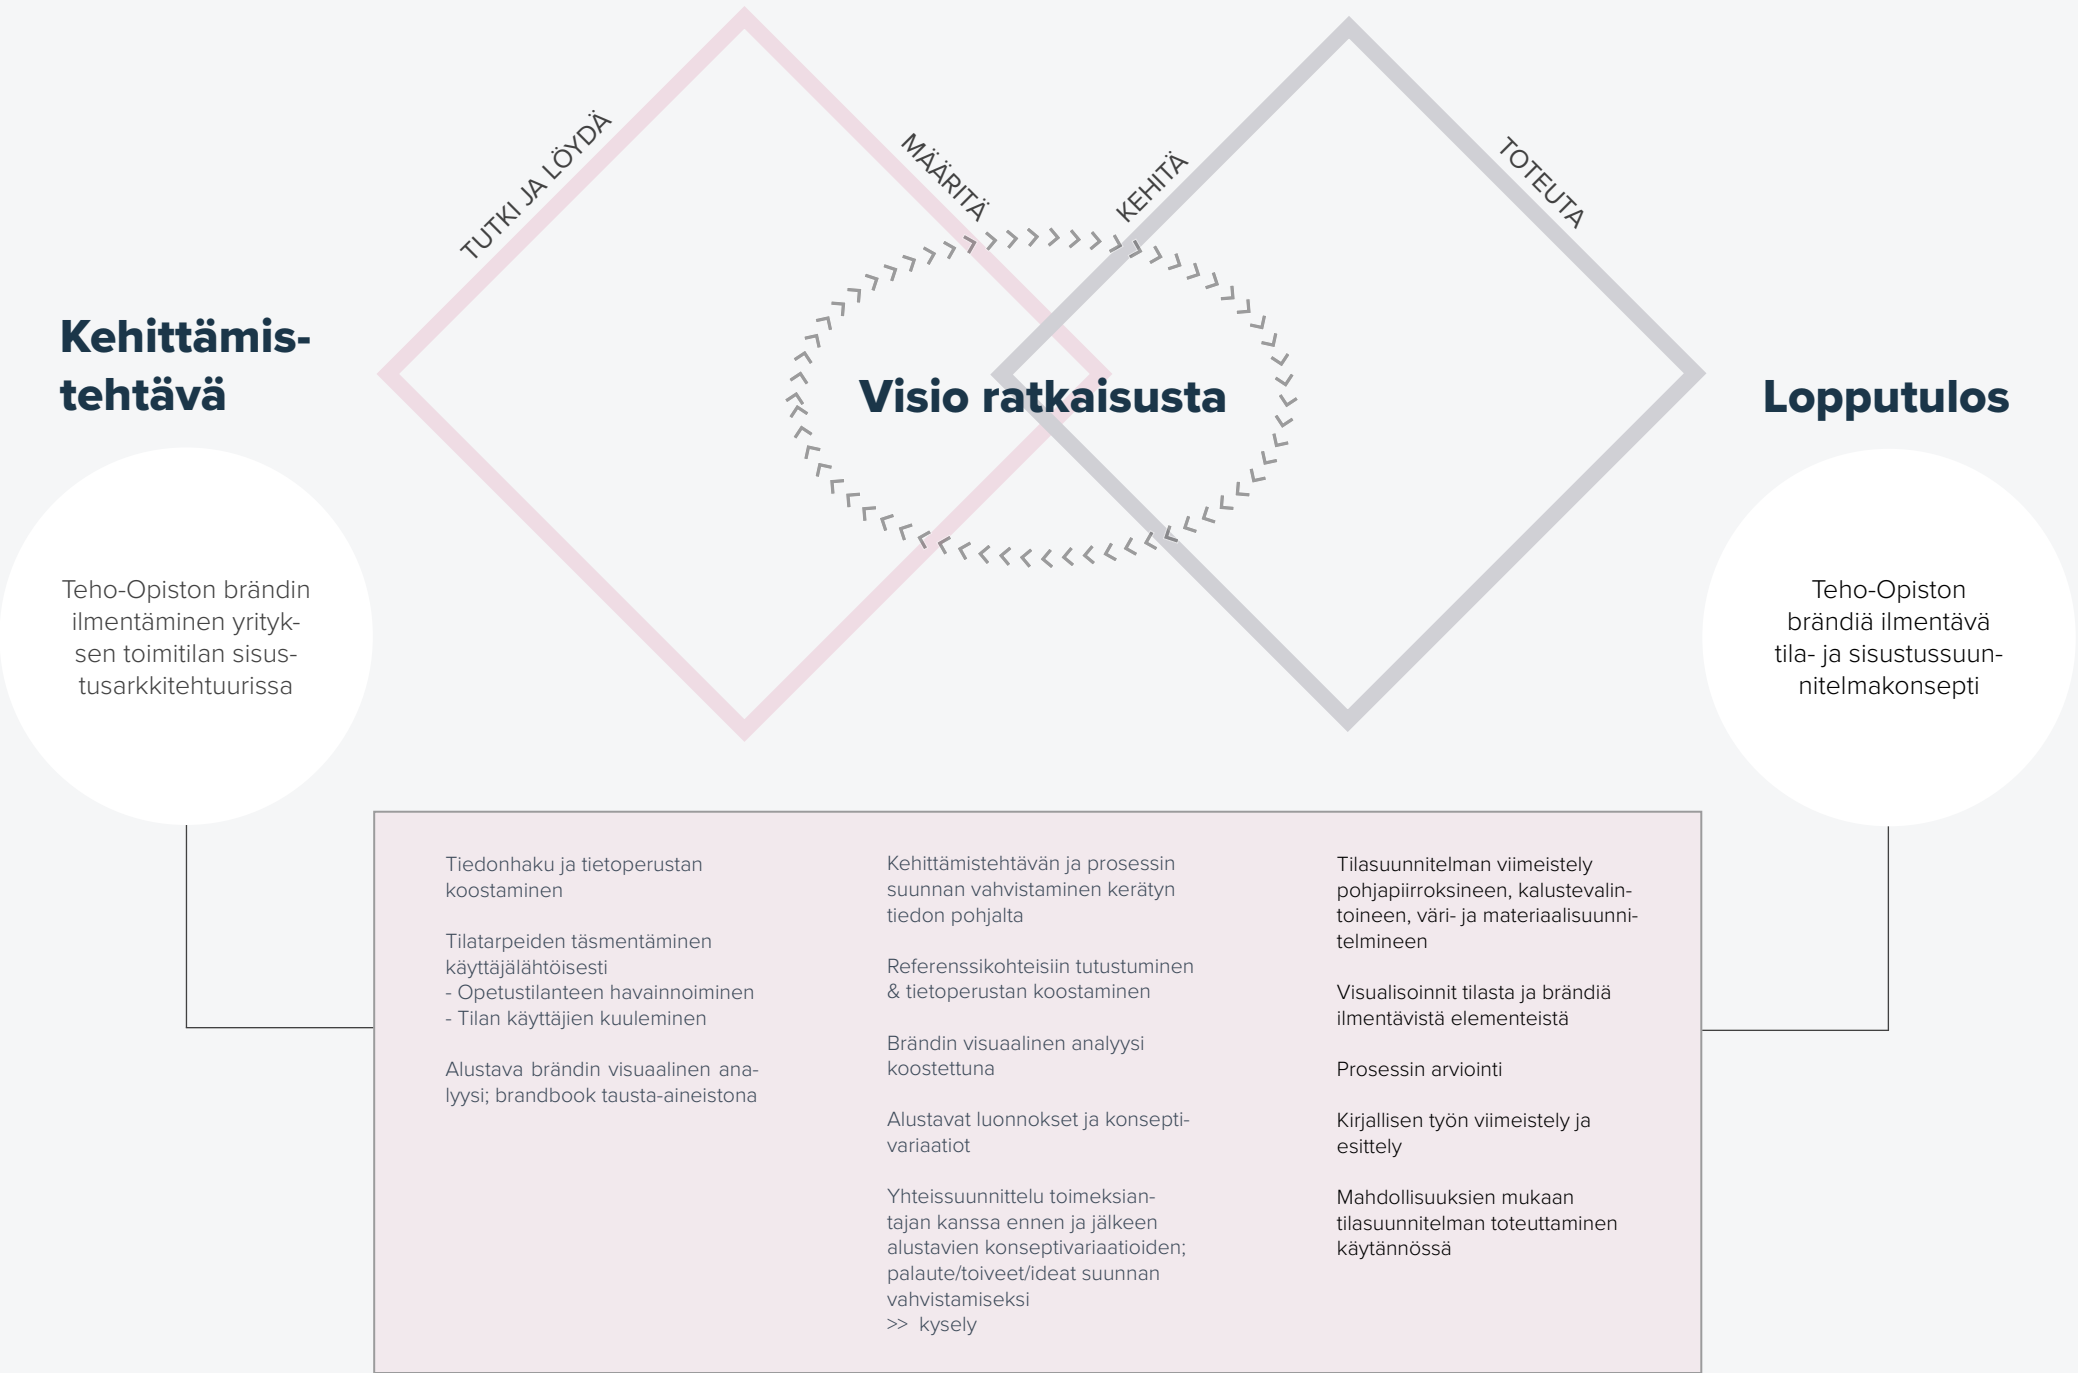 TUTKI JA LÖYDÄ
MÄÄRITÄ
KEHITÄ
TOTEUTA
Kehittämis-
tehtävä
Visio ratkaisusta
Lopputulos
Teho-Opiston brändin
ilmentäminen yrityk-
sen toimitilan sisus-
tusarkkitehtuurissa
Teho-Opiston
brändiä ilmentävä
tila- ja sisustussuun-
nitelmakonsepti
Tiedonhaku ja tietoperustan
koostaminen
Tilatarpeiden täsmentäminen
käyttäjälähtöisesti
- Opetustilanteen havainnoiminen
- Tilan käyttäjien kuuleminen
Alustava brändin visuaalinen ana-
lyysi; brandbook tausta-aineistona
Kehittämistehtävän ja prosessin
suunnan vahvistaminen kerätyn
tiedon pohjalta
Referenssikohteisiin tutustuminen
& tietoperustan koostaminen
Brändin visuaalinen analyysi
koostettuna
Alustavat luonnokset ja konsepti-
variaatiot
Yhteissuunnittelu toimeksian-
tajan kanssa ennen ja jälkeen
alustavien konseptivariaatioiden;
palaute/toiveet/ideat suunnan
vahvistamiseksi
>> kysely
Tilasuunnitelman viimeistely
pohjapiirroksineen, kalustevalin-
toineen, väri- ja materiaalisuunni-
telmineen
Visualisoinnit tilasta ja brändiä
ilmentävistä elementeistä
Prosessin arviointi
Kirjallisen työn viimeistely ja
esittely
Mahdollisuuksien mukaan
tilasuunnitelman toteuttaminen
käytännössä